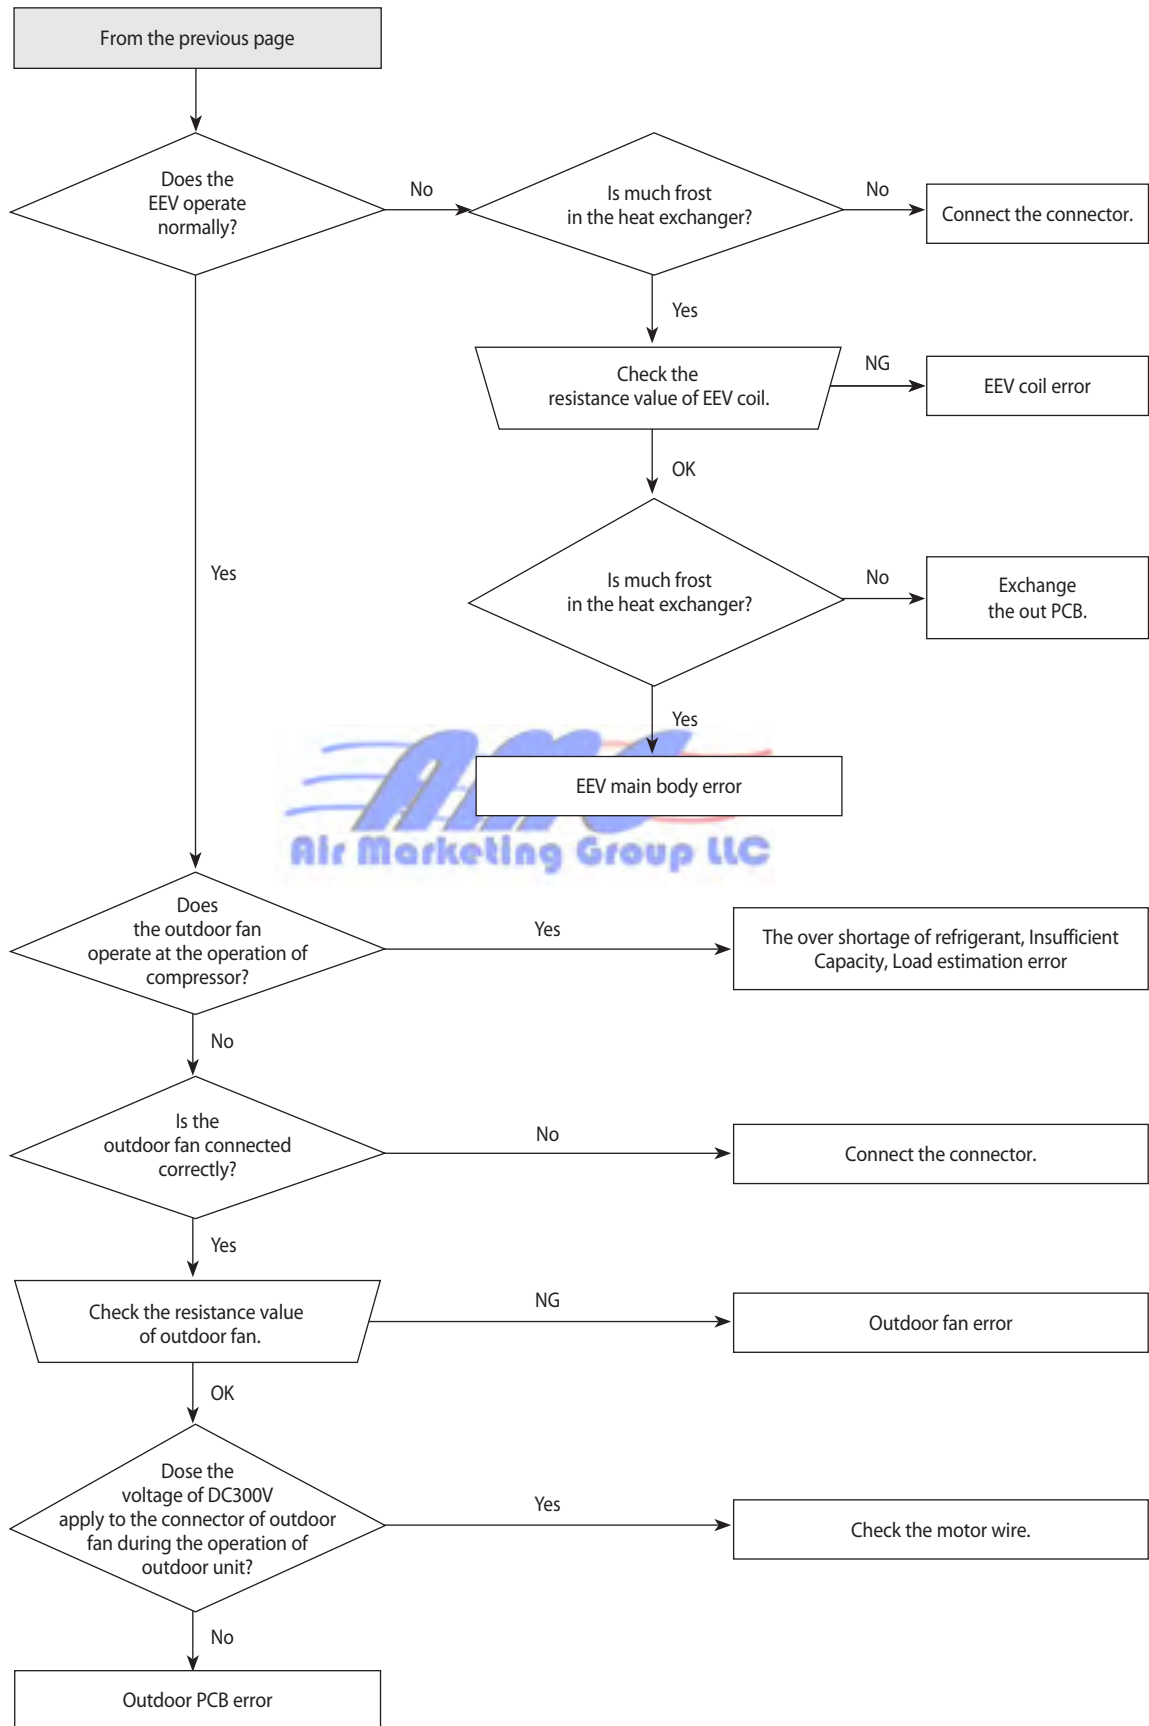 From the previous page
Does the
EEV operate
normally?
No
Is much frost
in the heat exchanger?
No
Connect the connector.
Yes
Check the
resistance value of EEV coil.
NG
EEV coil error
OK
Yes
Is much frost
in the heat exchanger?
No
Exchange
the out PCB.
Yes
AMG
EEV main body error
Air Marketing Group LLC
Does
the outdoor fan
operate at the operation of
compressor?
Yes
The over shortage of refrigerant, Insufficient
Capacity, Load estimation error
No
Is the
outdoor fan connected
correctly?
No
Connect the connector.
Yes
Check the resistance value
of outdoor fan.
NG
Outdoor fan error
OK
Dose the
voltage of DC300V
apply to the connector of outdoor
fan during the operation of
outdoor unit?
Yes
Check the motor wire.
No
Outdoor PCB error